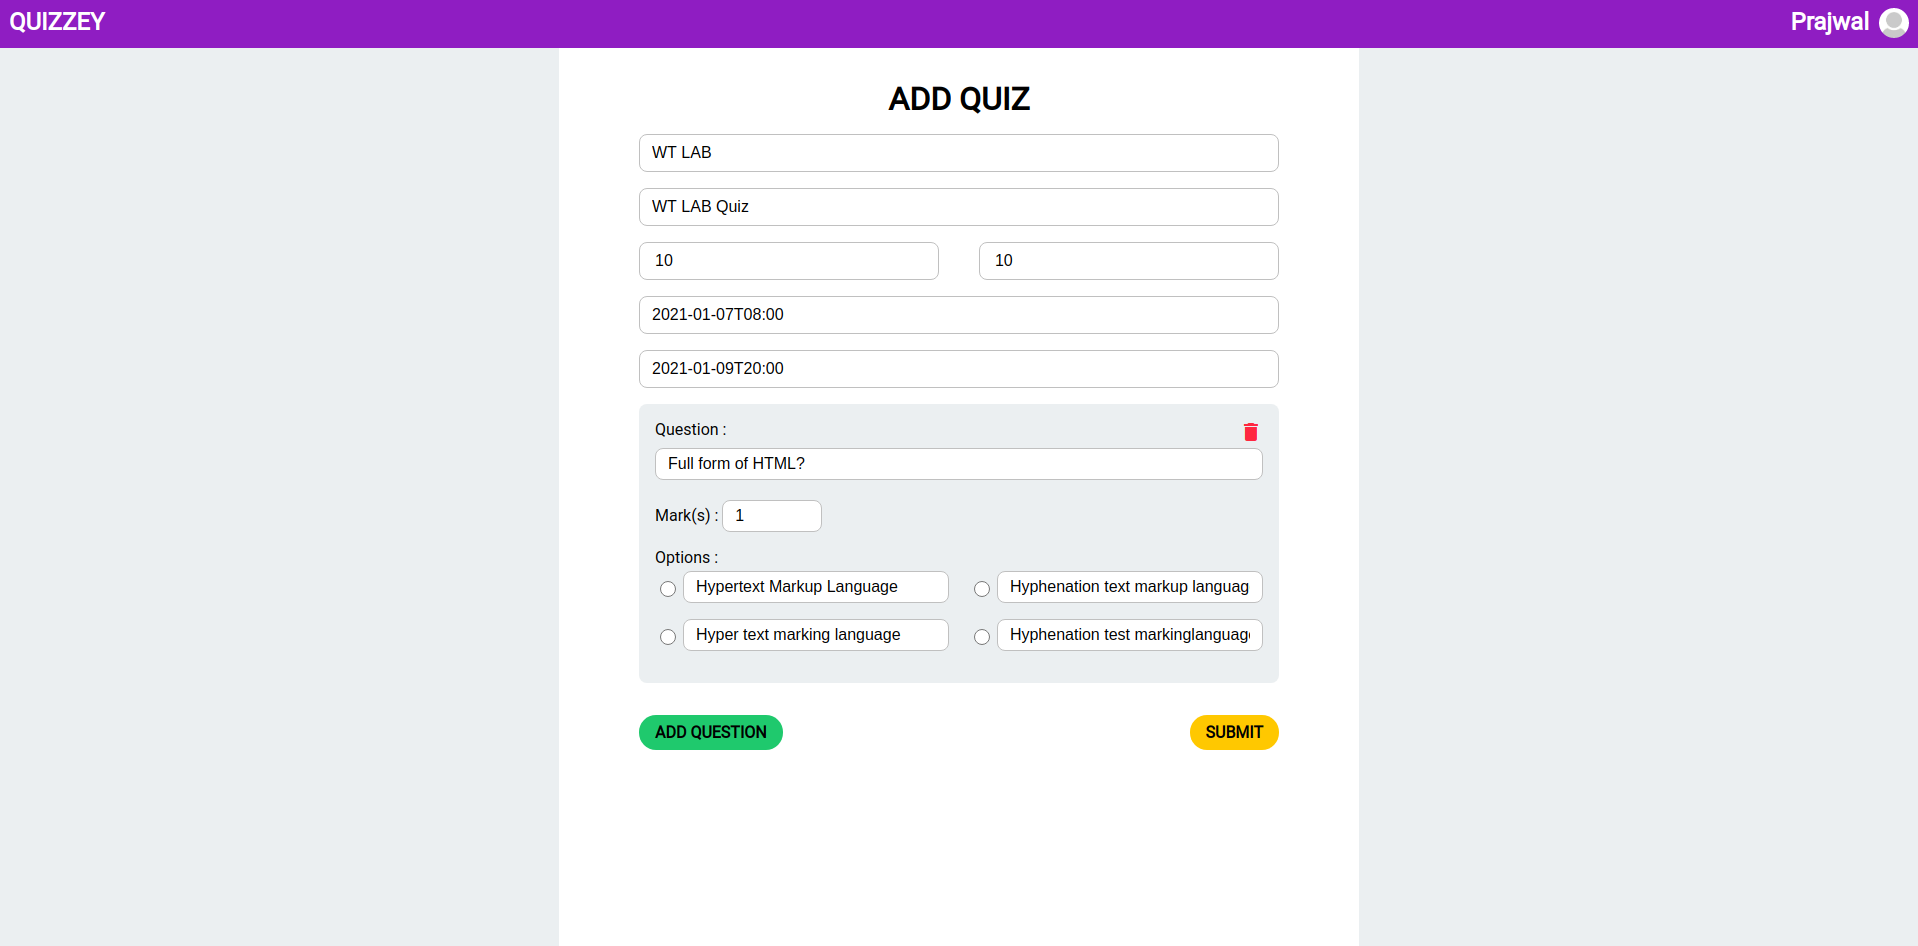 QUIZZEY Prajwal
ADD QUIZ
WT LAB
WT LAB Quiz
10 10
2021-01-07T08:00
2021-01-09T20:00
Question :
Full form of HTML?
Mark(s) : 1
Options :
Hypertext Markup Language Hyphenation text markup languag
Hyper text marking language Hyphenation test markinglanguage
ADD QUESTION SUBMIT